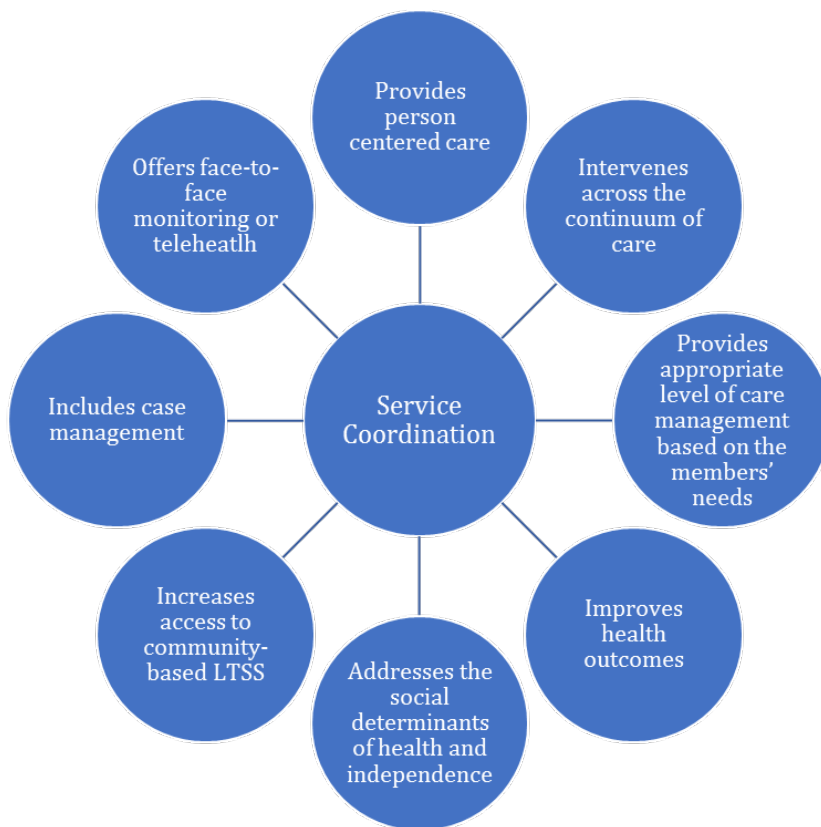 Provides
person
centered care
Intervenes
across the
continuum of
care
Provides
appropriate
level of care
management
based on the
members’
needs
Improves
health
outcomes
Addresses the
social
determinants
of health and
independence
Increases
access to
community-
based LTSS
Includes case
management
Offers face-to-
face
monitoring or
teleheatlh
Service
Coordination